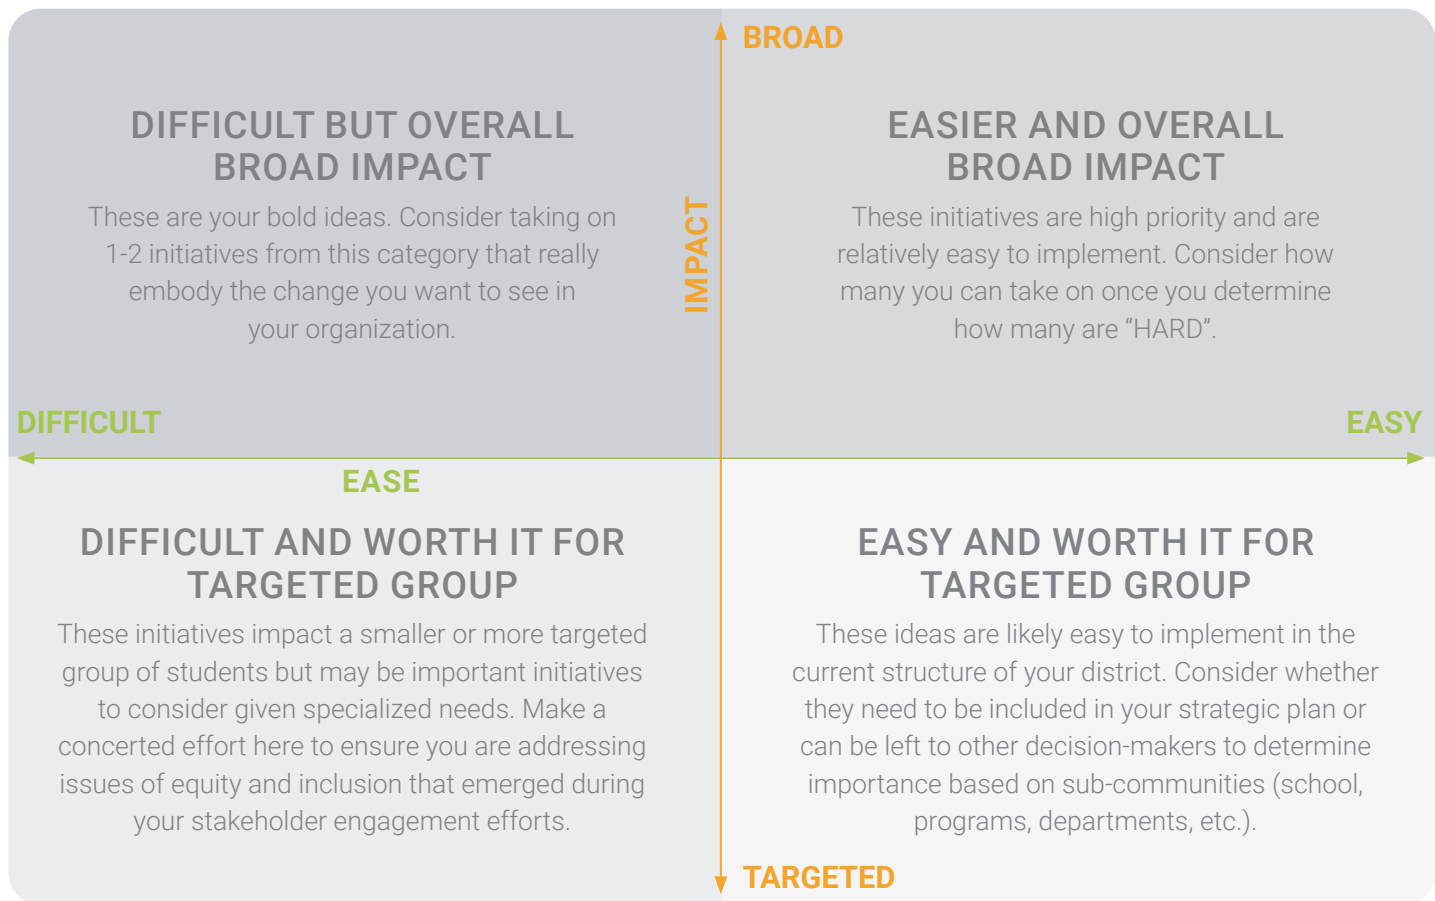 BROAD
DIFFICULT BUT OVERALL
BROAD IMPACT
These are your bold ideas. Consider taking on
1-2 initiatives from this category that really
embody the change you want to see in
your organization.
IMPACT
EASIER AND OVERALL
BROAD IMPACT
These initiatives are high priority and are
relatively easy to implement. Consider how
many you can take on once you determine
how many are “HARD”.
DIFFICULT
EASY
EASE
DIFFICULT AND WORTH IT FOR
TARGETED GROUP
These initiatives impact a smaller or more targeted
group of students but may be important initiatives
to consider given specialized needs. Make a
concerted effort here to ensure you are addressing
issues of equity and inclusion that emerged during
your stakeholder engagement efforts.
EASY AND WORTH IT FOR
TARGETED GROUP
These ideas are likely easy to implement in the
current structure of your district. Consider whether
they need to be included in your strategic plan or
can be left to other decision-makers to determine
importance based on sub-communities (school,
programs, departments, etc.).
TARGETED